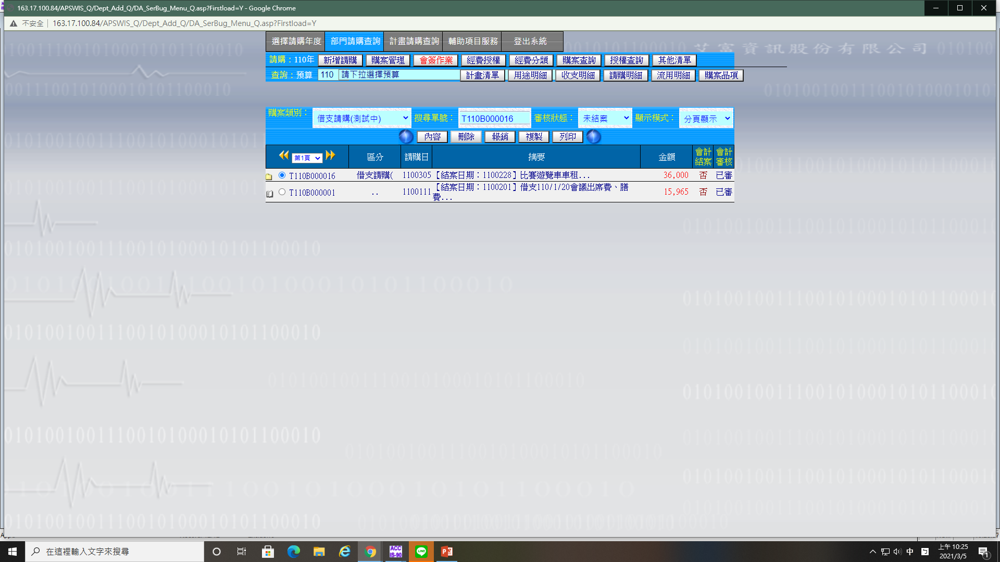 163.17.100.84/APSWIS_Q/Dept_Add_Q/DA_SerBug_Menu_Q.asp?Firstload=Y - Google Chrome
不安全 163.17.100.84/APSWIS_Q/Dept_Add_Q/DA_SerBug_Menu_Q.asp?Firstload=Y
選擇請購年度 部門請購查詢 計畫請購查詢 輔助項目服務 登出系統
艾富資訊股份有限公司
請購：110年 新增請購 購案管理 會簽作業 經費授權 經費分類 購案查詢 授權查詢 其他清單
查詢：預算 110 請下拉選擇預算 計畫清單 用途明細 收支明細 請購明細 流用明細 購案品項
購案類別： 借支請購(測試中) 搜尋單號： T110B000016 審核狀態： 未結案 顯示模式： 分頁顯示
內容 刪除 報銷 複製 列印
第1頁 區分 請購日 摘要 金額 會計結案 會計審核
T110B000016 借支請購( 1100305 【結案日期：1100228】比賽遊覽車車租... 36,000 否 已審
T110B000001 .. 1100111 【結案日期：1100201】借支110/1/20會議出席費、膳
費... 15,965 否 已審
在這裡輸入文字來搜尋
ACC
IS-90
LINE
中
上午 10:25
2021/3/5
1